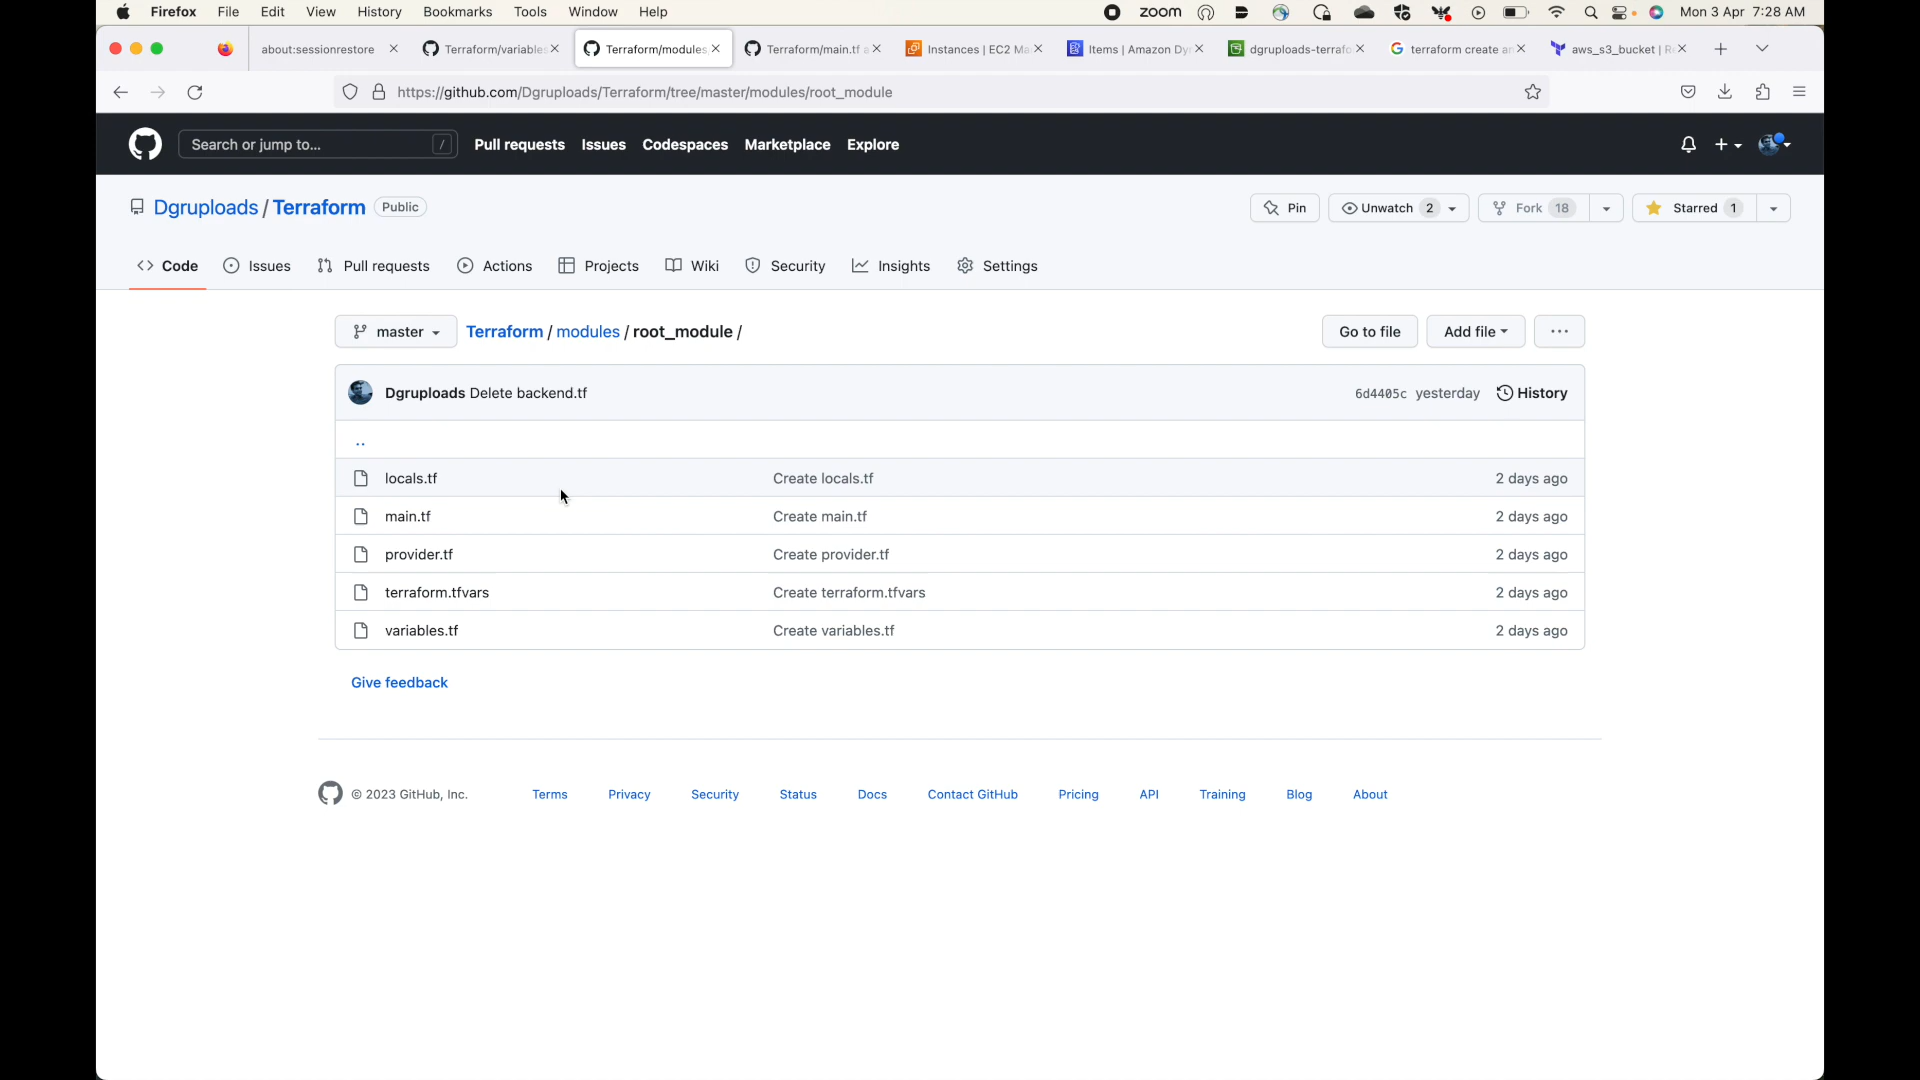 Firefox File Edit View History Bookmarks Tools Window Help zoom Mon 3 Apr 7:28 AM
about:sessionrestore Terraform/variable Terraform/modules Terraform/main.tf a Instances | EC2 Ma Items | Amazon Dy dgruploads-terrafo terraform create an aws_s3_bucket | Re
https://github.com/Dgruploads/Terraform/tree/master/modules/root_module
Search or jump to... / Pull requests Issues Codespaces Marketplace Explore
Dgruploads / Terraform Public Pin Unwatch 2 Fork 18 Starred 1
Code Issues Pull requests Actions Projects Wiki Security Insights Settings
master Terraform / modules / root_module / Go to file Add file ...
Dgruploads Delete backend.tf 6d4405c yesterday History
..
locals.tf Create locals.tf 2 days ago
main.tf Create main.tf 2 days ago
provider.tf Create provider.tf 2 days ago
terraform.tfvars Create terraform.tfvars 2 days ago
variables.tf Create variables.tf 2 days ago
Give feedback
© 2023 GitHub, Inc. Terms Privacy Security Status Docs Contact GitHub Pricing API Training Blog About